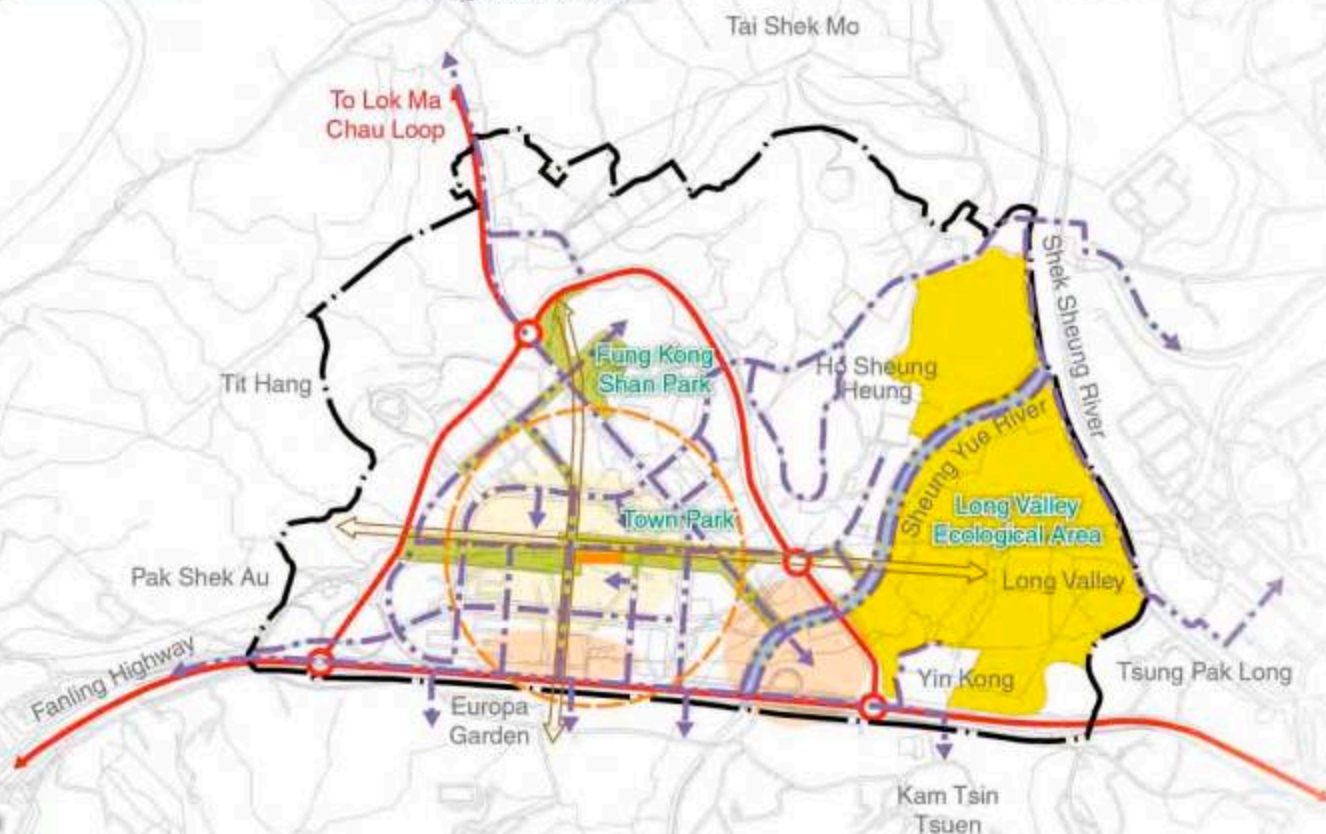 Tai Shek Mo
To Lok Ma
Chau Loop
Shek Sheung River
Fung Kong
Shan Park
Ho Sheung
Heung
Tit Hang
Sheung Yue River
Long Valley
Ecological Area
Town Park
Pak Shek Au
Long Valley
Fanling Highway
Yin Kong
Tsung Pak Long
Europa
Garden
Kam Tsin
Tsuen